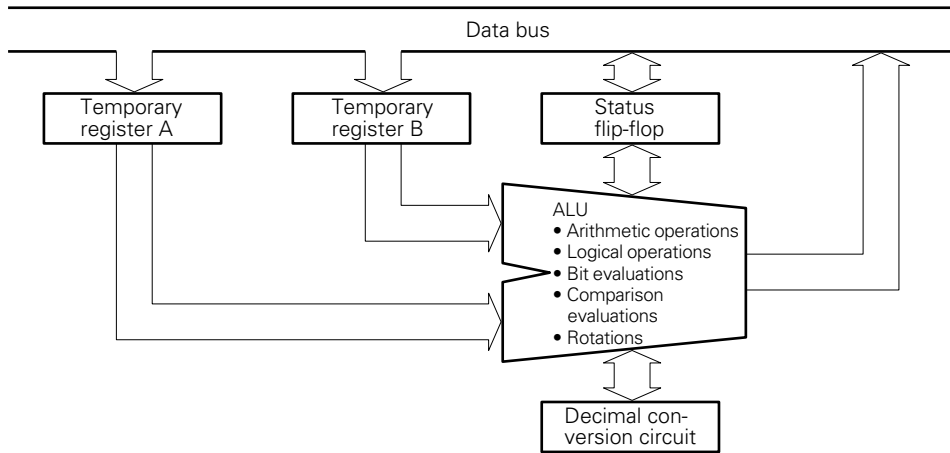 Data bus
Temporary
register A
Temporary
register B
Status
flip-flop
ALU
• Arithmetic operations
• Logical operations
• Bit evaluations
• Comparison
evaluations
• Rotations
Decimal con-
version circuit